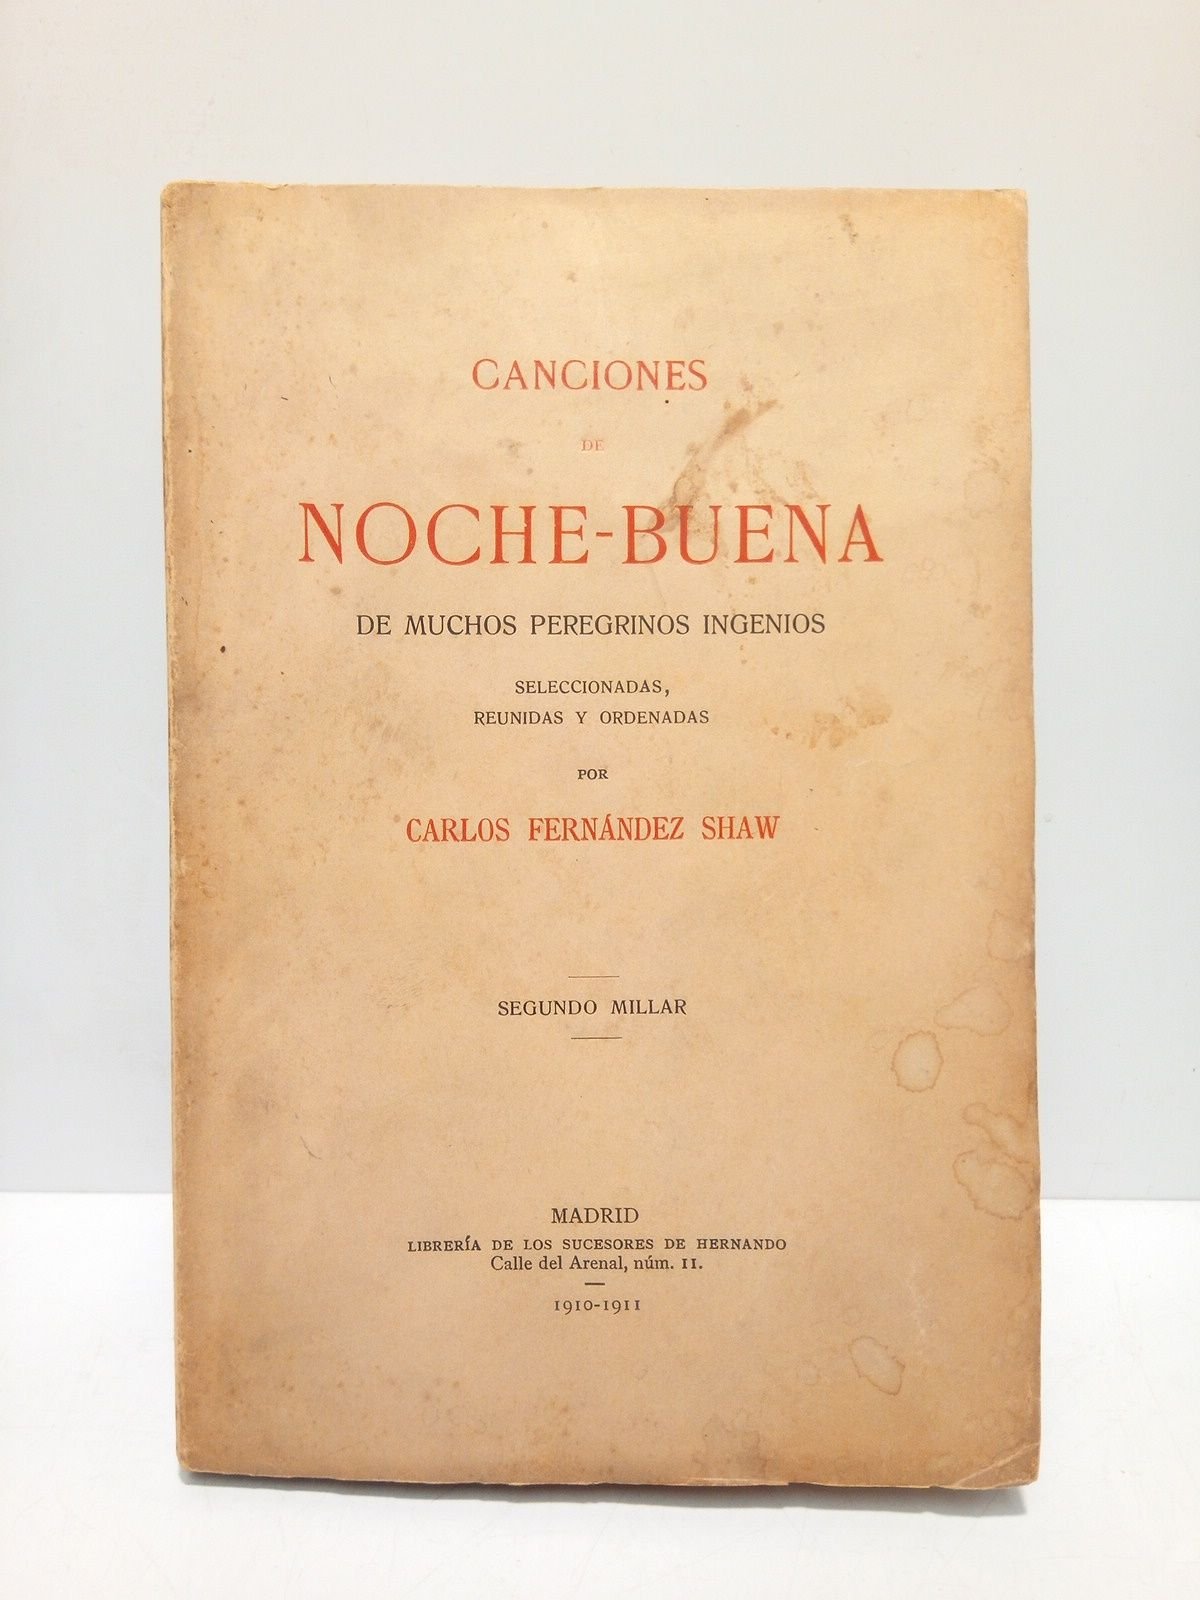 CANCIONES
DE
NOCHE-BUENA
DE MUCHOS PEREGRINOS INGENIOS
SELECCIONADAS,
REUNIDAS Y ORDENADAS
POR
CARLOS FERNÁNDEZ SHAW
SEGUNDO MILLAR
MADRID
LIBRERÍA DE LOS SUCESORES DE HERNANDO
Calle del Arenal, núm. 11.
1910-1911